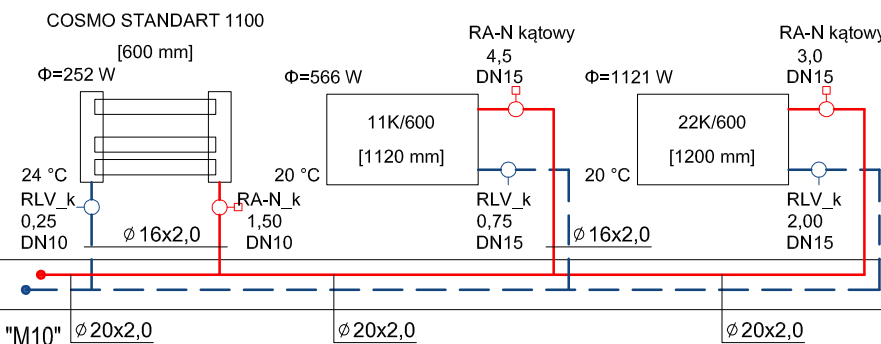 COSMO STANDART 1100
[600 mm]
Φ=252 W
24 °C
RLV_k
0,25
DN10
RA-N_k
1,50
DN10
Φ=566 W
11K/600
[1120 mm]
20 °C
RA-N kątowy
4,5
DN15
RLV_k
0,75
DN15
Φ=1121 W
22K/600
[1200 mm]
20 °C
RA-N kątowy
3,0
DN15
RLV_k
2,00
DN15
⌀16x2,0
⌀16x2,0
"M10"
⌀20x2,0
⌀20x2,0
⌀20x2,0